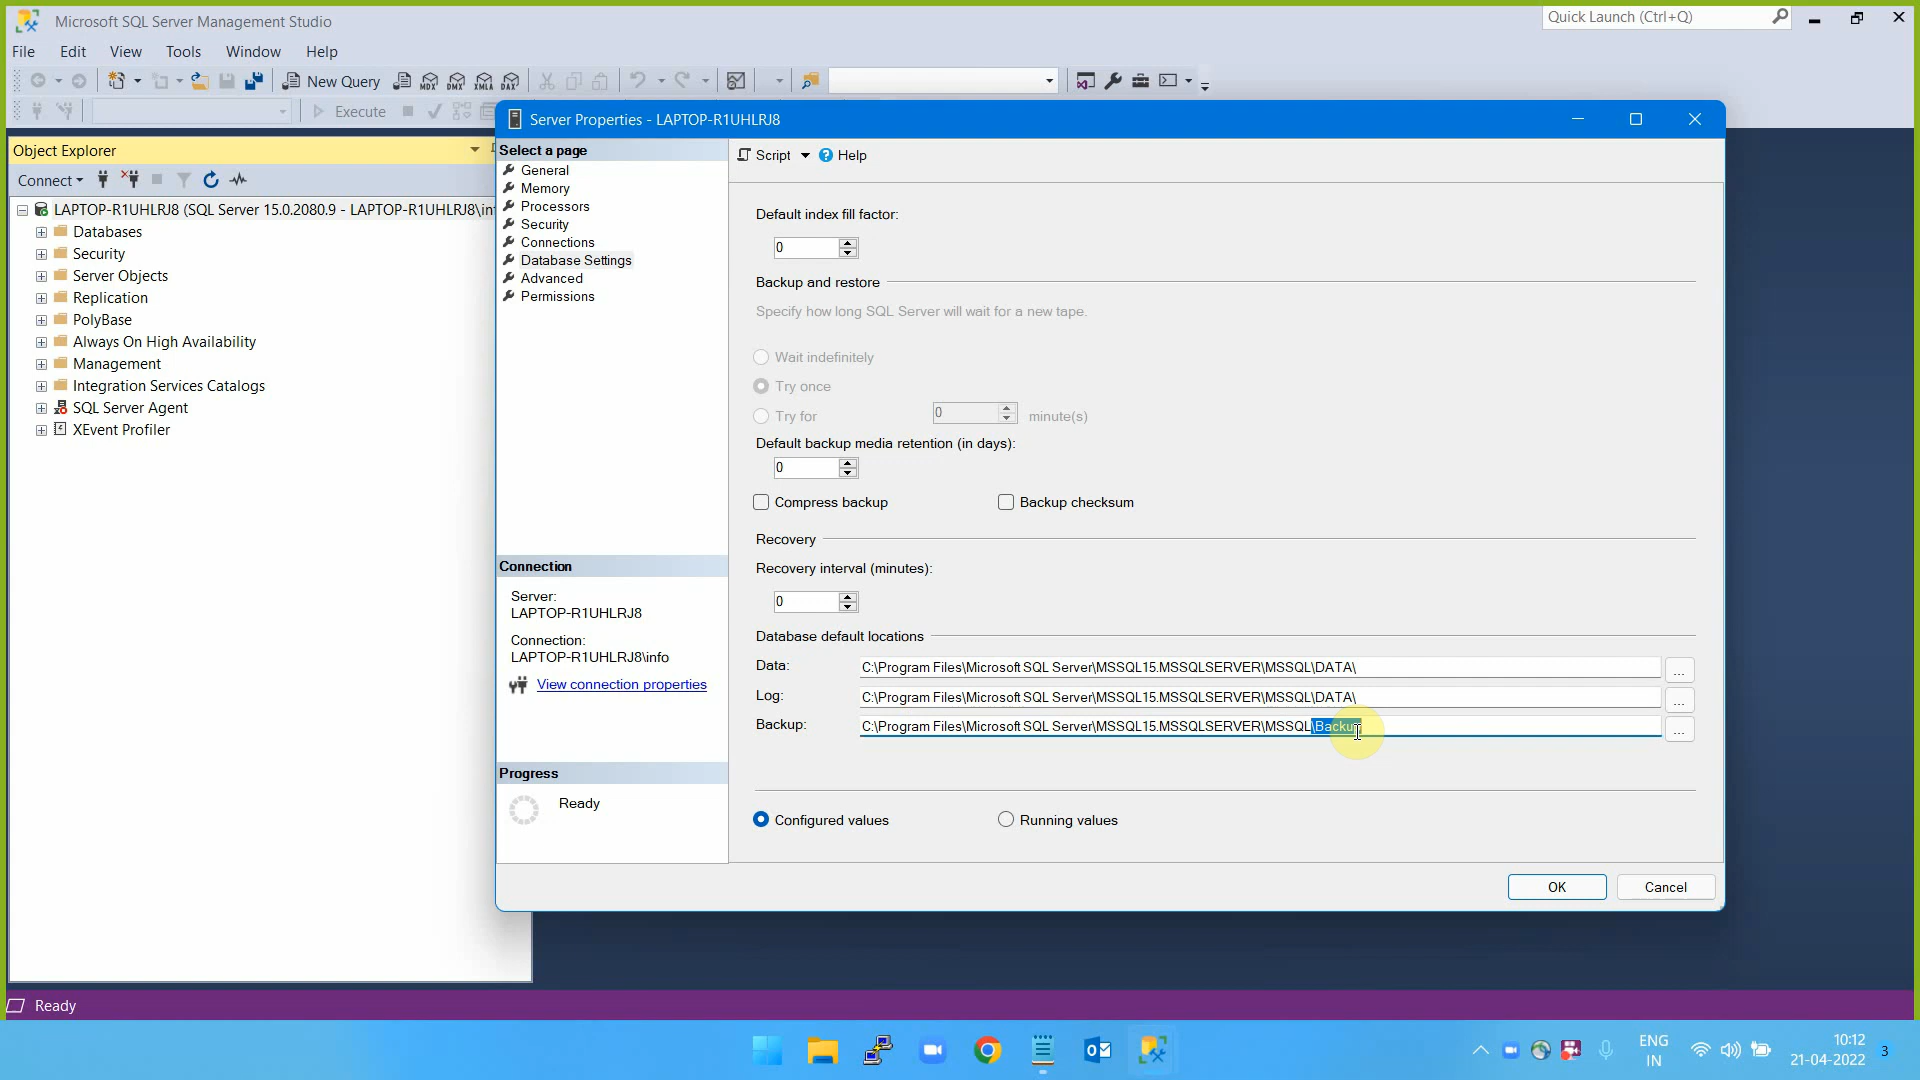 Microsoft SQL Server Management Studio
Quick Launch (Ctrl+Q)
File Edit View Tools Window Help
New Query
MDX DMX XMLA DAX
Execute
Object Explorer
Connect
LAPTOP-R1UHLRJ8 (SQL Server 15.0.2080.9 - LAPTOP-R1UHLRJ8\in
Databases
Security
Server Objects
Replication
PolyBase
Always On High Availability
Management
Integration Services Catalogs
SQL Server Agent
XEvent Profiler
Server Properties - LAPTOP-R1UHLRJ8
Select a page
General
Memory
Processors
Security
Connections
Database Settings
Advanced
Permissions
Connection
Server:
LAPTOP-R1UHLRJ8
Connection:
LAPTOP-R1UHLRJ8\info
View connection properties
Progress
Ready
Script Help
Default index fill factor:
0
Backup and restore
Specify how long SQL Server will wait for a new tape.
Wait indefinitely
Try once
Try for 0 minute(s)
Default backup media retention (in days):
0
Compress backup Backup checksum
Recovery
Recovery interval (minutes):
0
Database default locations
Data: C:\Program Files\Microsoft SQL Server\MSSQL15.MSSQLSERVER\MSSQL\DATA\ ...
Log: C:\Program Files\Microsoft SQL Server\MSSQL15.MSSQLSERVER\MSSQL\DATA\ ...
Backup: C:\Program Files\Microsoft SQL Server\MSSQL15.MSSQLSERVER\MSSQL\Backup ...
Configured values Running values
OK Cancel
Ready
ENG
IN
10:12
21-04-2022
3